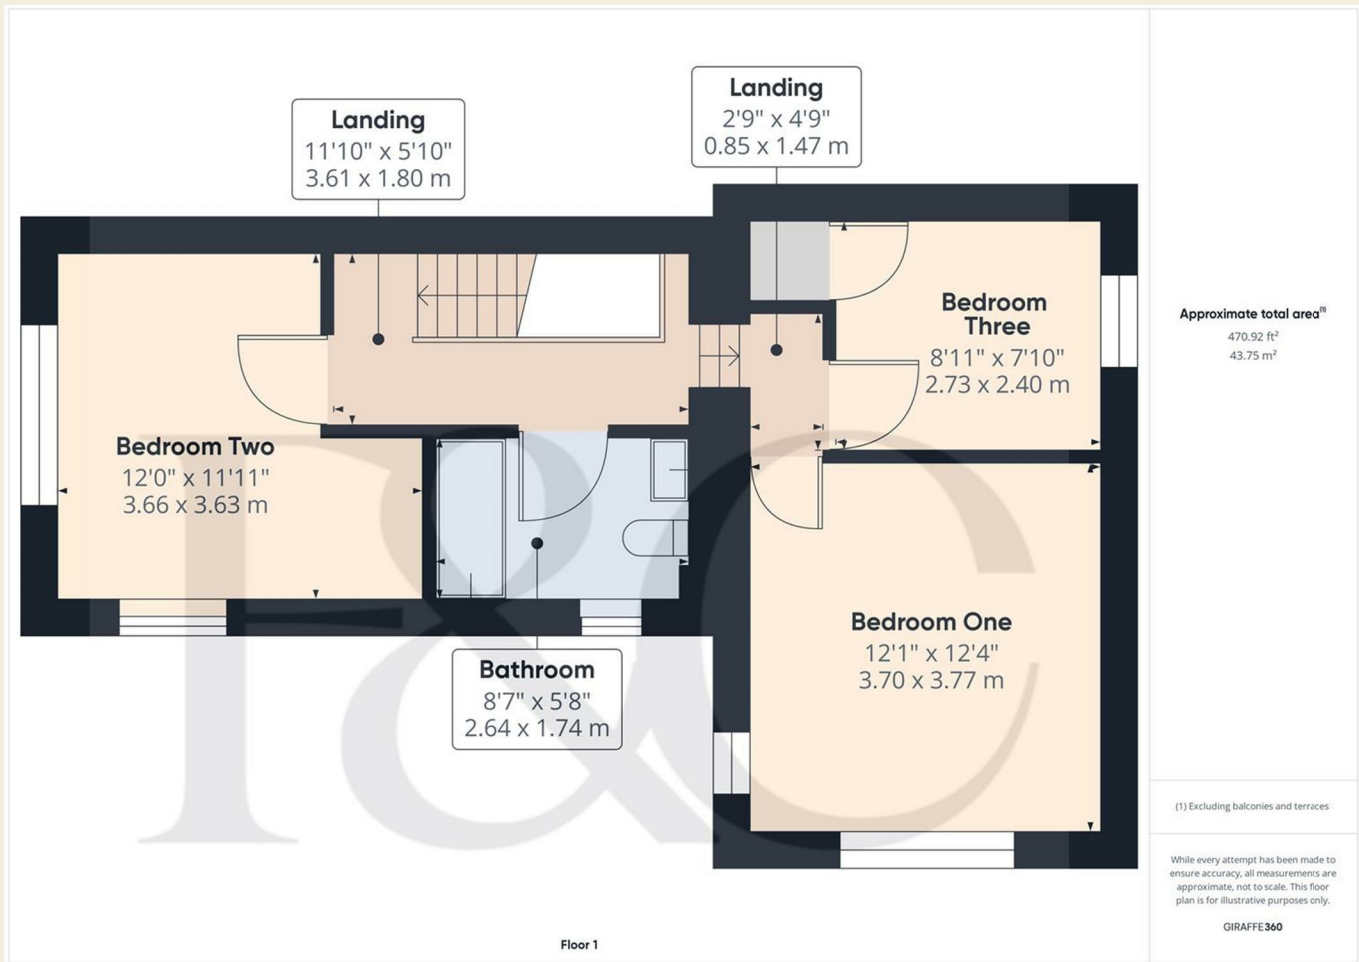 Landing
11'10" x 5'10"
3.61 x 1.80 m
Landing
2'9" x 4'9"
0.85 x 1.47 m
Bedroom
Three
8'11" x 7'10"
2.73 x 2.40 m
Bedroom Two
12'0" x 11'11"
3.66 x 3.63 m
Bedroom One
12'1" x 12'4"
3.70 x 3.77 m
Bathroom
8'7" x 5'8"
2.64 x 1.74 m
F&C
Floor 1
Approximate total area(1)
470.92 ft²
43.75 m²
(1) Excluding balconies and terraces
While every attempt has been made to
ensure accuracy, all measurements are
approximate, not to scale. This floor
plan is for illustrative purposes only.
GIRAFFE360